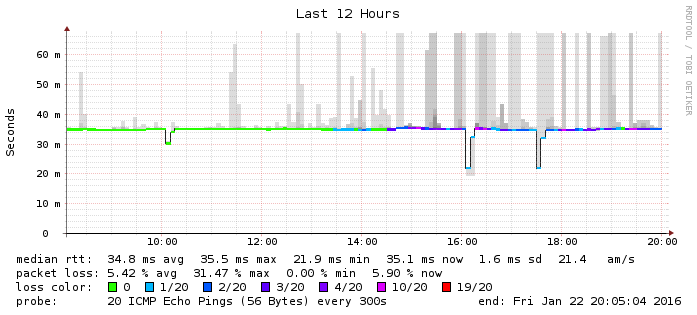 Last 12 Hours
RRDTOOL / TOBI OETIKER
Seconds
60 m
50 m
40 m
30 m
20 m
10 m
0
10:00 12:00 14:00 16:00 18:00 20:00
median rtt: 34.8 ms avg 35.5 ms max 21.9 ms min 35.1 ms now 1.6 ms sd 21.4 am/s
packet loss: 5.42 % avg 31.47 % max 0.00 % min 5.90 % now
loss color: 0 1/20 2/20 3/20 4/20 10/20 19/20
probe: 20 ICMP Echo Pings (56 Bytes) every 300s end: Fri Jan 22 20:05:04 2016